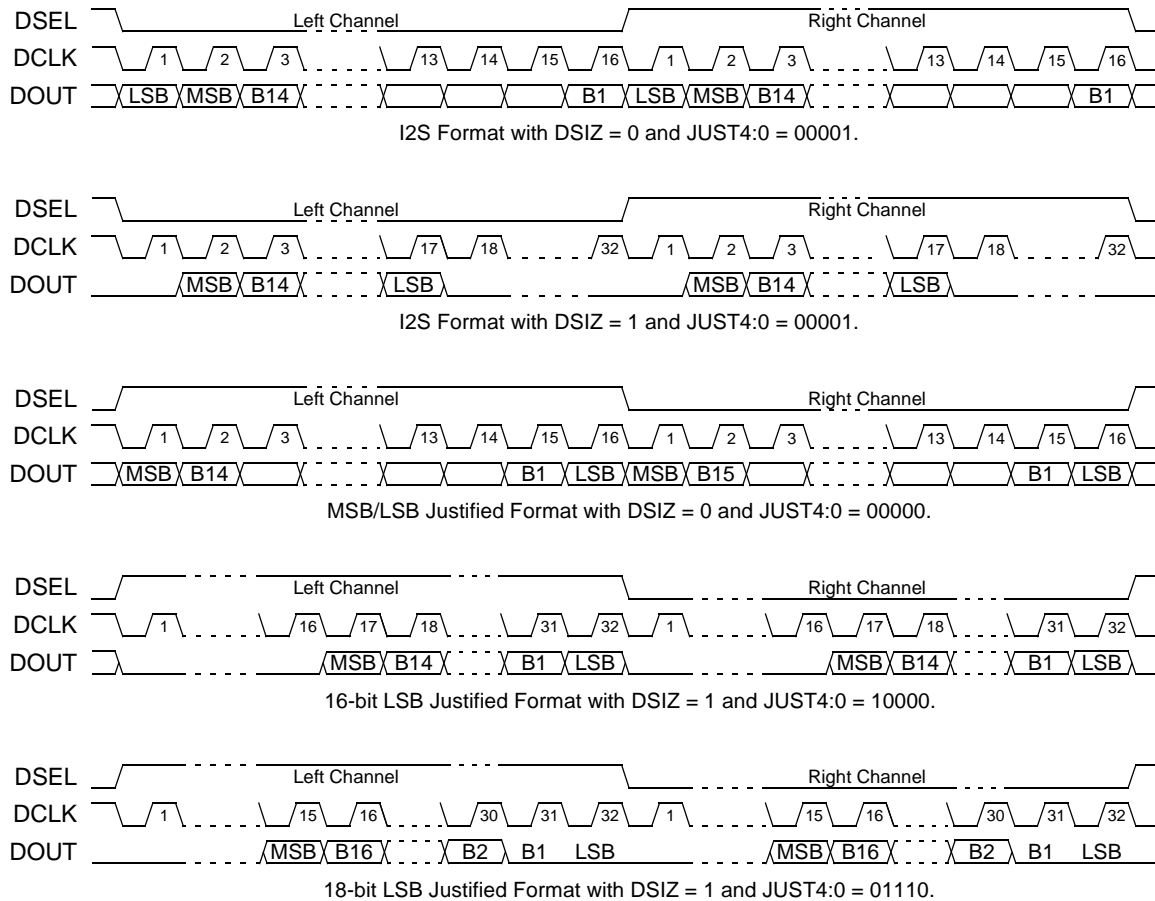 DSEL Left Channel Right Channel
DCLK 1 2 3 13 14 15 16 1 2 3 13 14 15 16
DOUT LSB MSB B14 B1 LSB MSB B14 B1
I2S Format with DSIZ = 0 and JUST4:0 = 00001.
DSEL Left Channel Right Channel
DCLK 1 2 3 17 18 32 1 2 3 17 18 32
DOUT MSB B14 LSB MSB B14 LSB
I2S Format with DSIZ = 1 and JUST4:0 = 00001.
DSEL Left Channel Right Channel
DCLK 1 2 3 13 14 15 16 1 2 3 13 14 15 16
DOUT MSB B14 B1 LSB MSB B15 B1 LSB
MSB/LSB Justified Format with DSIZ = 0 and JUST4:0 = 00000.
DSEL Left Channel Right Channel
DCLK 1 16 17 18 31 32 1 16 17 18 31 32
DOUT MSB B14 B1 LSB MSB B14 B1 LSB
16-bit LSB Justified Format with DSIZ = 1 and JUST4:0 = 10000.
DSEL Left Channel Right Channel
DCLK 1 15 16 30 31 32 1 15 16 30 31 32
DOUT MSB B16 B2 B1 LSB MSB B16 B2 B1 LSB
18-bit LSB Justified Format with DSIZ = 1 and JUST4:0 = 01110.